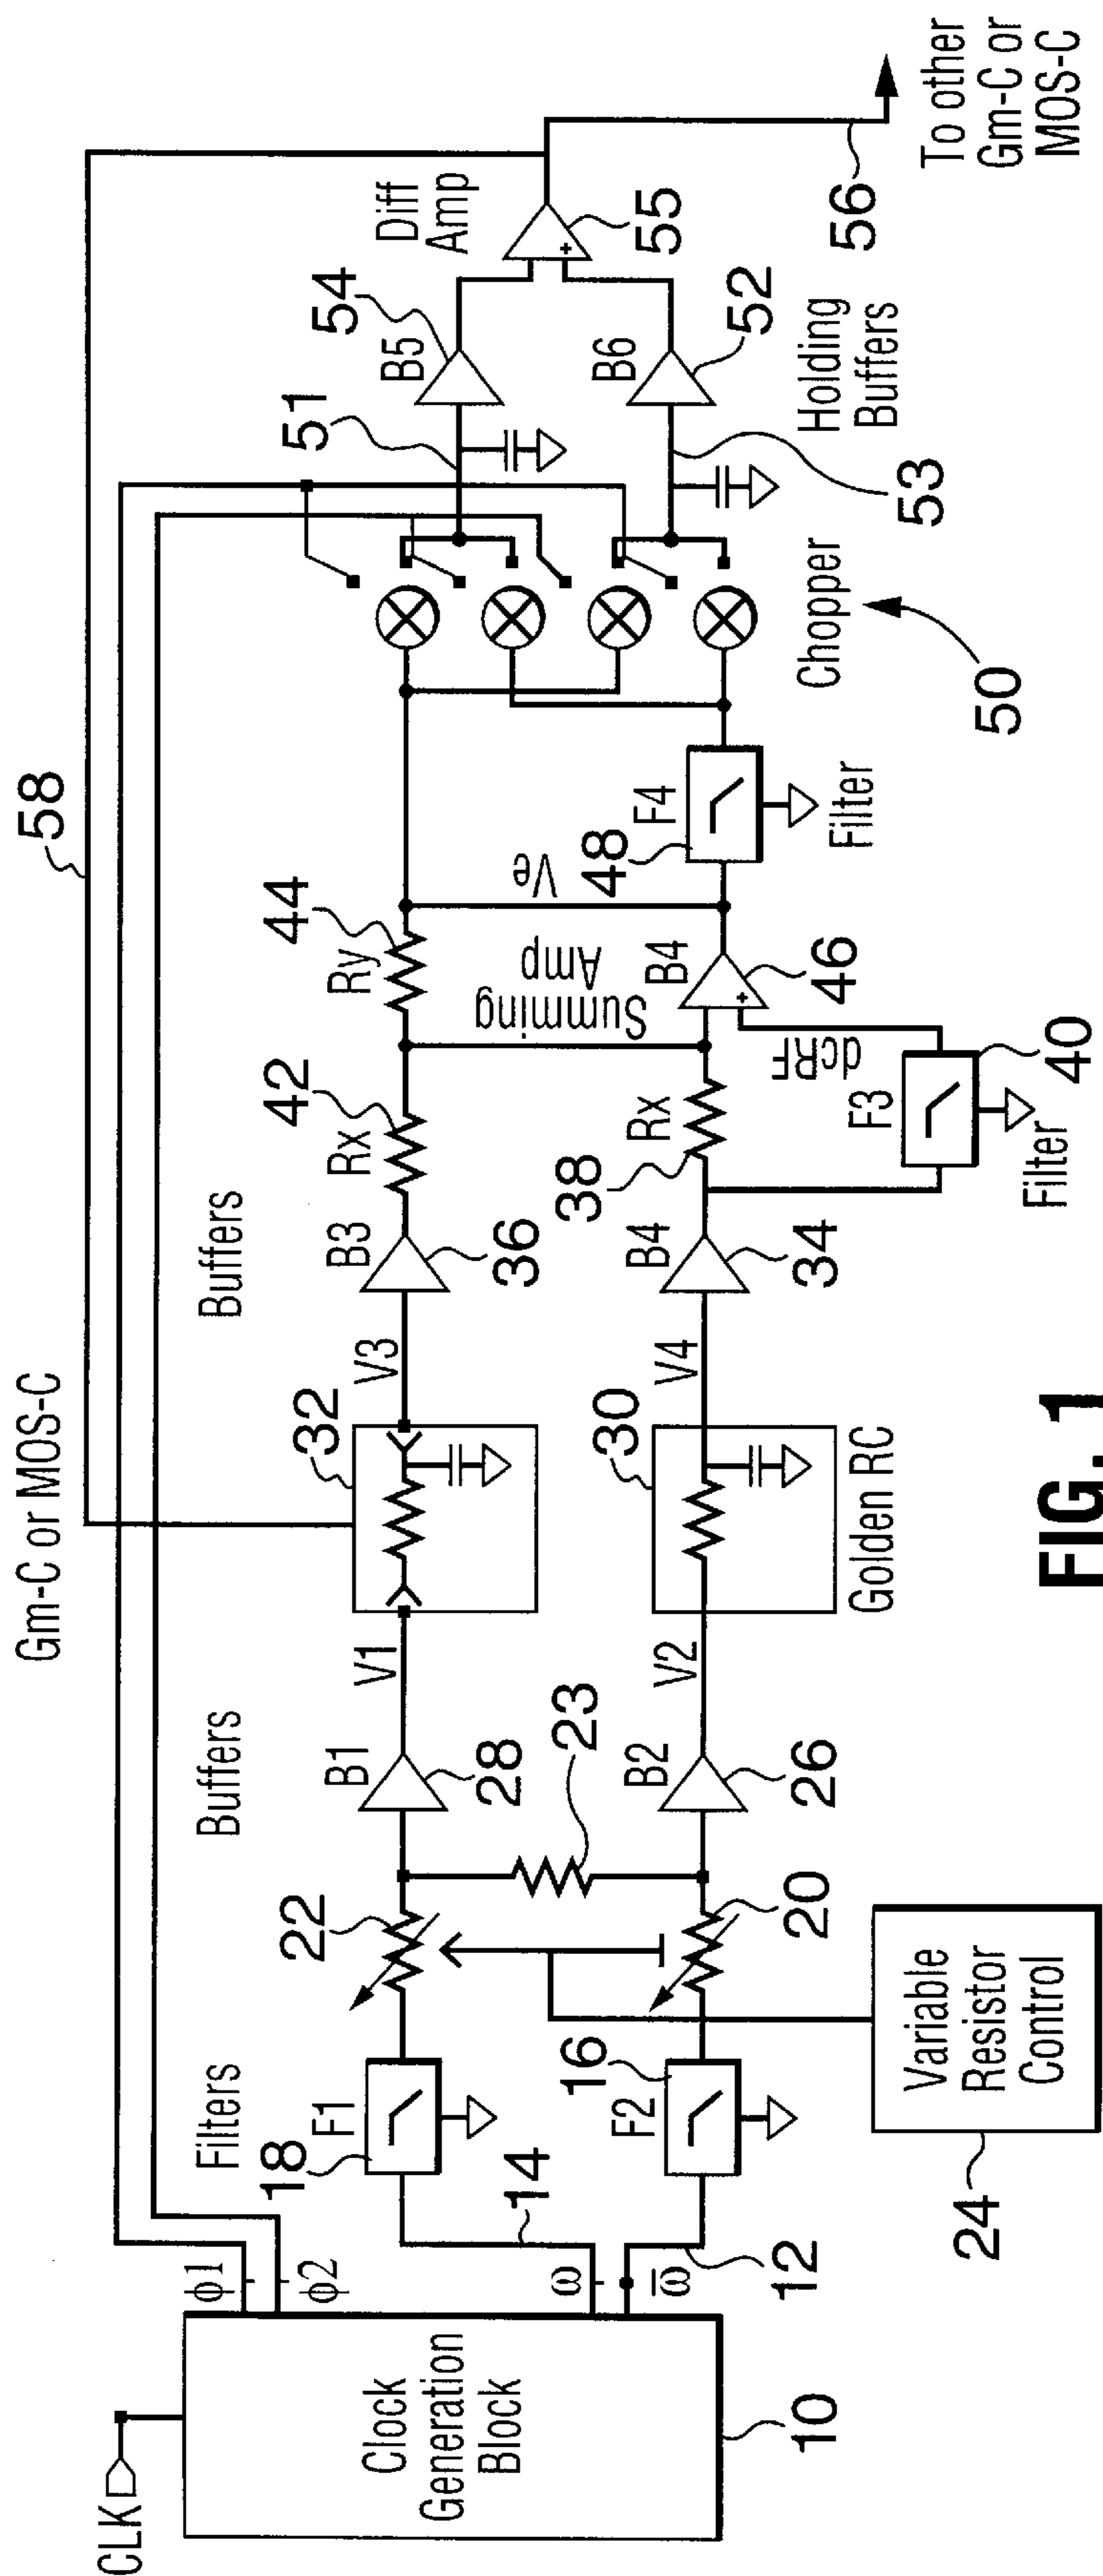 CLK
Clock
Generation
Block
10
ϕ1
ϕ2
ω
ω̄
14
12
Filters
F1
18
F2
16
22
20
23
Variable
Resistor
Control
24
Buffers
B1
28
B2
26
V1
V2
Gm-C or MOS-C
32
30
Golden RC
V3
V4
Buffers
B3
36
B4
34
Rx
42
Rx
38
F3
40
Filter
dcRF
Summing
Amp
Ry
44
B4
46
Ve
F4
48
Filter
58
Chopper
50
51
53
B5
54
B6
52
Holding
Buffers
Diff
Amp
+
55
+
56
To other
Gm-C or
MOS-C
FIG. 1